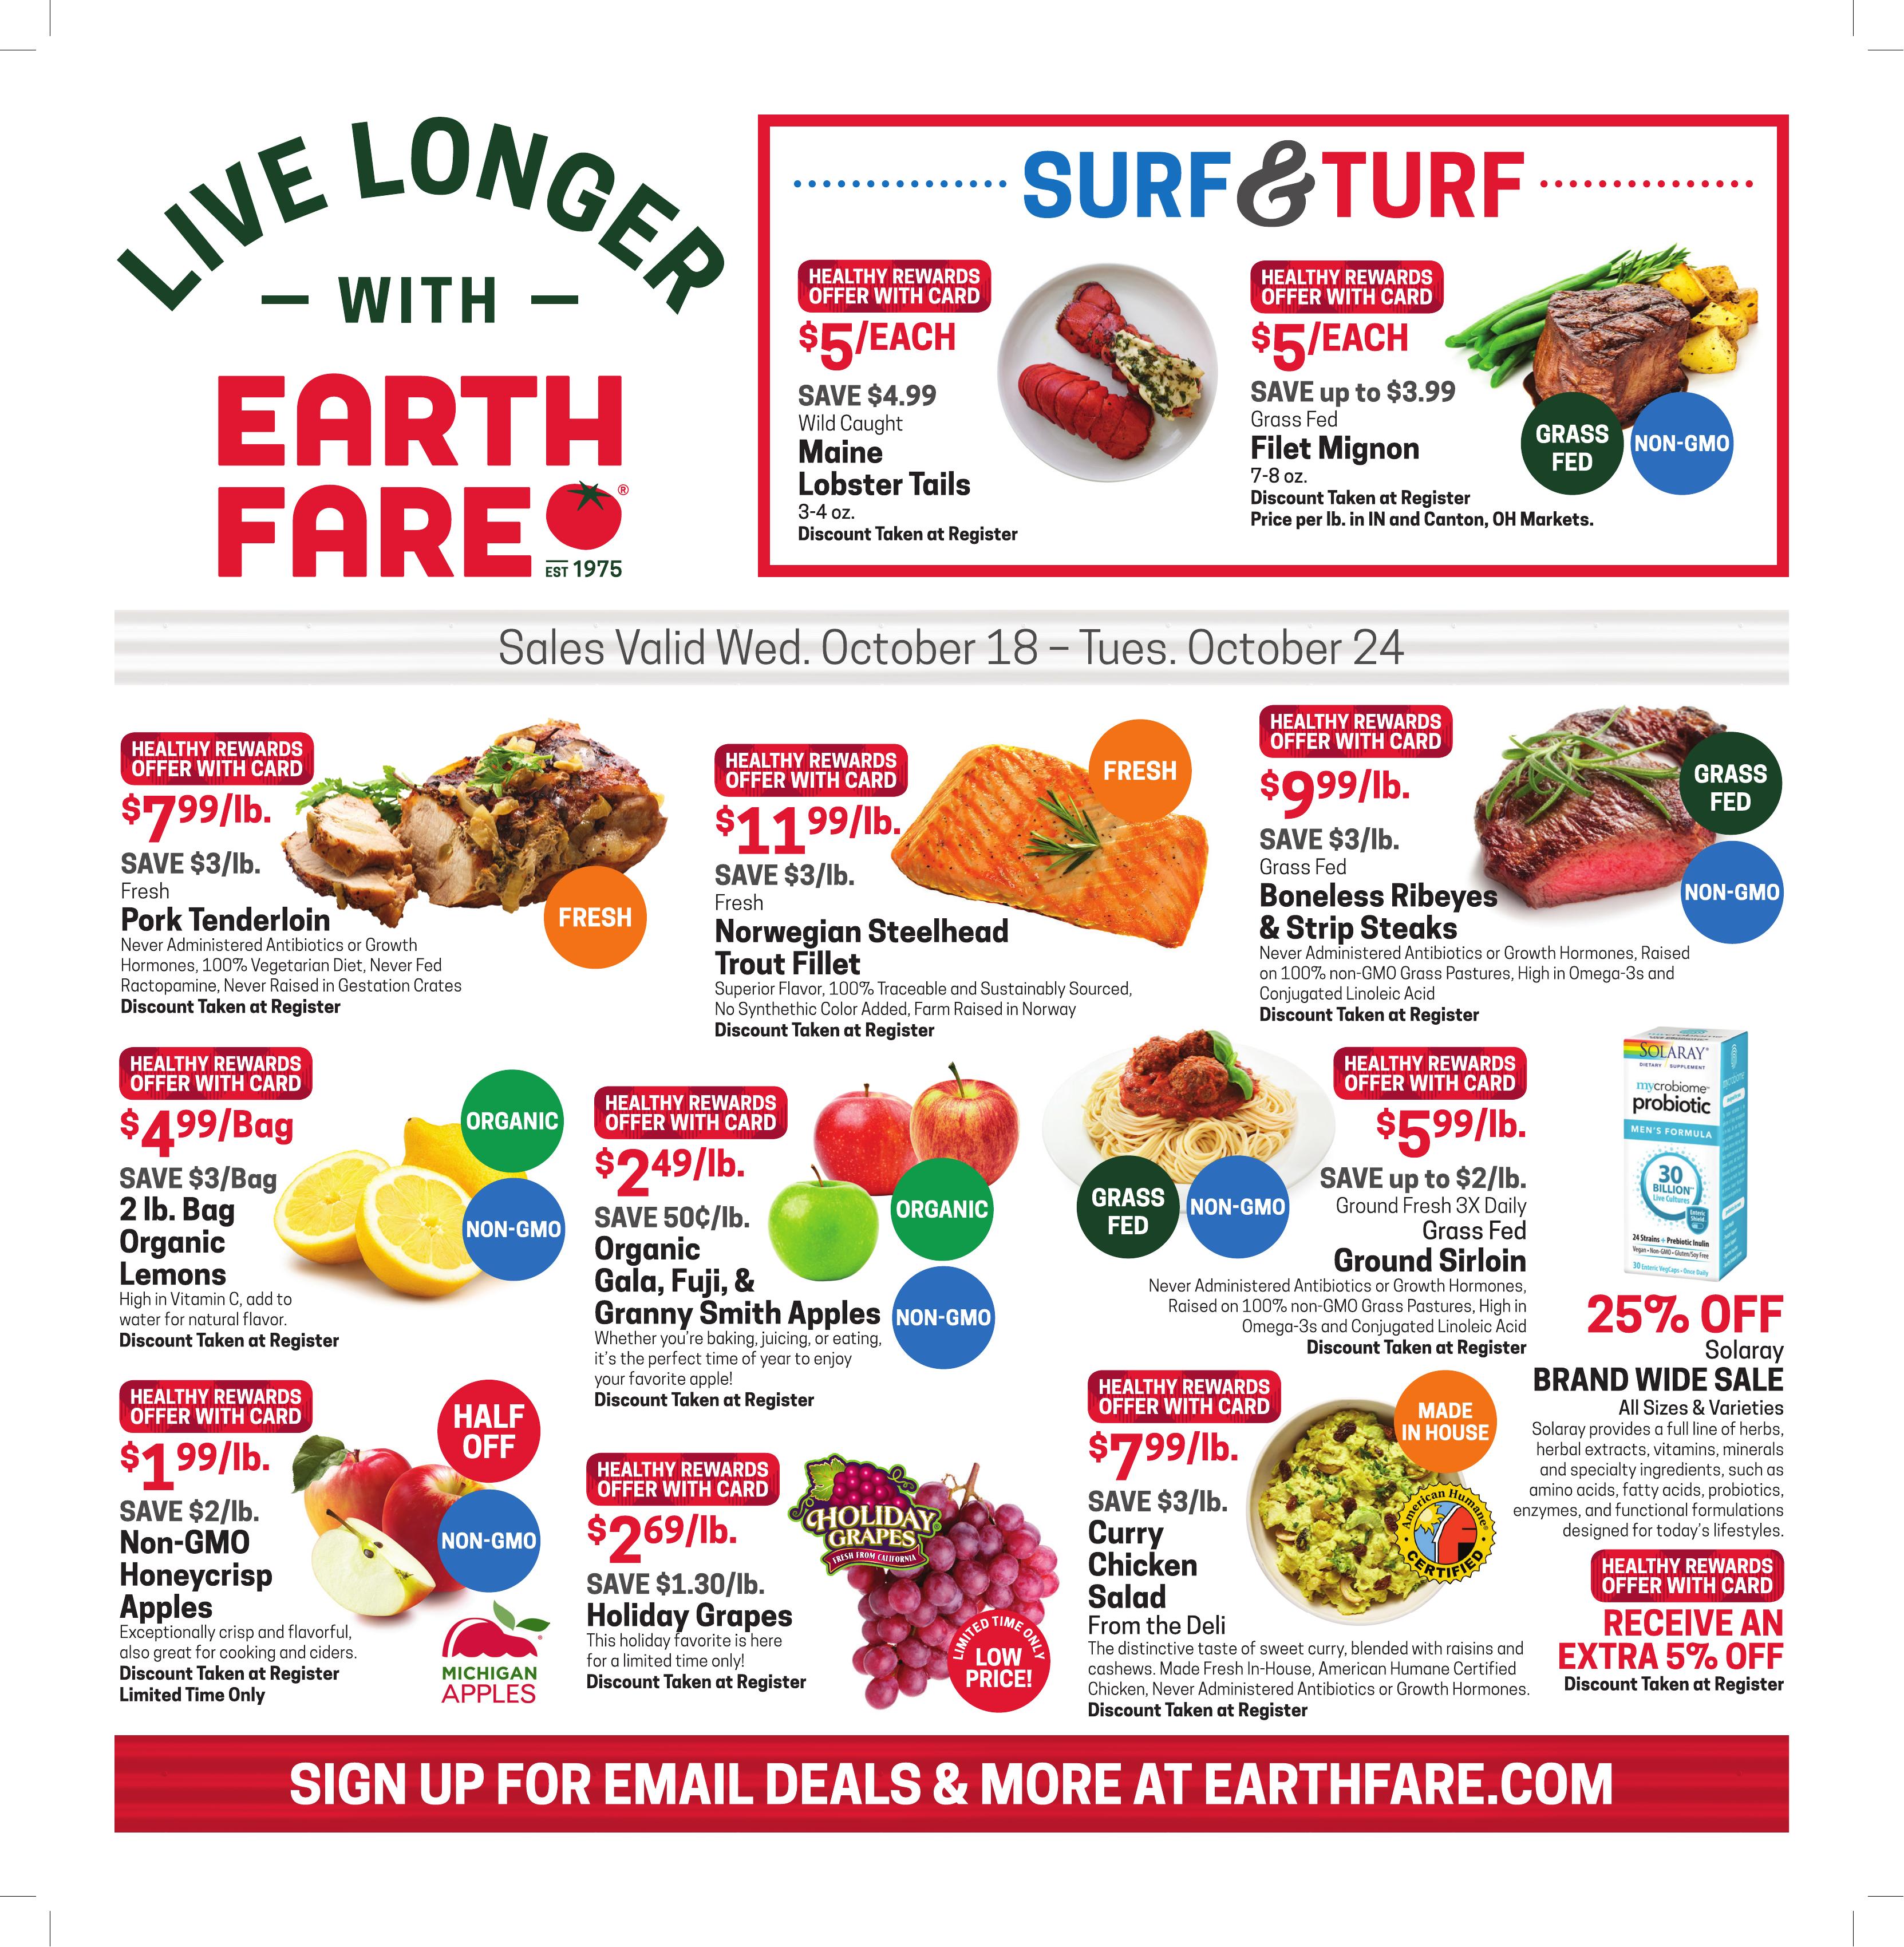 LIVE LONGER
— WITH —
EARTH
FARE®
EST 1975
SURF & TURF
HEALTHY REWARDS
OFFER WITH CARD
$5/EACH
SAVE $4.99
Wild Caught
Maine
Lobster Tails
3-4 oz.
Discount Taken at Register
HEALTHY REWARDS
OFFER WITH CARD
$5/EACH
SAVE up to $3.99
Grass Fed
Filet Mignon
7-8 oz.
Discount Taken at Register
Price per lb. in IN and Canton, OH Markets.
GRASS
FED
NON-GMO
Sales Valid Wed. October 18 – Tues. October 24
HEALTHY REWARDS
OFFER WITH CARD
$7 99/lb.
SAVE $3/lb.
Fresh
Pork Tenderloin
Never Administered Antibiotics or Growth
Hormones, 100% Vegetarian Diet, Never Fed
Ractopamine, Never Raised in Gestation Crates
Discount Taken at Register
FRESH
HEALTHY REWARDS
OFFER WITH CARD
$11 99/lb.
SAVE $3/lb.
Fresh
Norwegian Steelhead
Trout Fillet
Superior Flavor, 100% Traceable and Sustainably Sourced,
No Synthethic Color Added, Farm Raised in Norway
Discount Taken at Register
FRESH
HEALTHY REWARDS
OFFER WITH CARD
$9 99/lb.
SAVE $3/lb.
Grass Fed
Boneless Ribeyes
& Strip Steaks
Never Administered Antibiotics or Growth Hormones, Raised
on 100% non-GMO Grass Pastures, High in Omega-3s and
Conjugated Linoleic Acid
Discount Taken at Register
GRASS
FED
NON-GMO
HEALTHY REWARDS
OFFER WITH CARD
$4 99/Bag
SAVE $3/Bag
2 lb. Bag
Organic
Lemons
High in Vitamin C, add to
water for natural flavor.
Discount Taken at Register
ORGANIC
NON-GMO
HEALTHY REWARDS
OFFER WITH CARD
$2 49/lb.
SAVE 50¢/lb.
Organic
Gala, Fuji, &
Granny Smith Apples
Whether you're baking, juicing, or eating,
it's the perfect time of year to enjoy
your favorite apple!
Discount Taken at Register
ORGANIC
NON-GMO
HEALTHY REWARDS
OFFER WITH CARD
$5 99/lb.
SAVE up to $2/lb.
Ground Fresh 3X Daily
Grass Fed
Ground Sirloin
Never Administered Antibiotics or Growth Hormones,
Raised on 100% non-GMO Grass Pastures, High in
Omega-3s and Conjugated Linoleic Acid
Discount Taken at Register
GRASS
FED
NON-GMO
SOLARAY
DIETARY SUPPLEMENT
mycrobiome™
probiotic
MEN'S FORMULA
30
BILLION
Live Cultures
Enteric
Shield
24 Strains + Prebiotic Inulin
Vegan • Non-GMO • Gluten/Soy Free
30 Enteric VegCaps • Once Daily
25% OFF
Solaray
BRAND WIDE SALE
All Sizes & Varieties
Solaray provides a full line of herbs,
herbal extracts, vitamins, minerals
and specialty ingredients, such as
amino acids, fatty acids, probiotics,
enzymes, and functional formulations
designed for today's lifestyles.
HEALTHY REWARDS
OFFER WITH CARD
RECEIVE AN
EXTRA 5% OFF
Discount Taken at Register
HEALTHY REWARDS
OFFER WITH CARD
$1 99/lb.
SAVE $2/lb.
Non-GMO
Honeycrisp
Apples
Exceptionally crisp and flavorful,
also great for cooking and ciders.
Discount Taken at Register
Limited Time Only
HALF
OFF
NON-GMO
MICHIGAN
APPLES
HEALTHY REWARDS
OFFER WITH CARD
$2 69/lb.
SAVE $1.30/lb.
Holiday Grapes
This holiday favorite is here
for a limited time only!
Discount Taken at Register
HOLIDAY
GRAPES
FRESH FROM CALIFORNIA
LIMITED TIME ONLY
LOW
PRICE!
HEALTHY REWARDS
OFFER WITH CARD
$7 99/lb.
SAVE $3/lb.
Curry
Chicken
Salad
From the Deli
The distinctive taste of sweet curry, blended with raisins and
cashews. Made Fresh In-House, American Humane Certified
Chicken, Never Administered Antibiotics or Growth Hormones.
Discount Taken at Register
MADE
IN HOUSE
American Humane®
CERTIFIED
SIGN UP FOR EMAIL DEALS & MORE AT EARTHFARE.COM